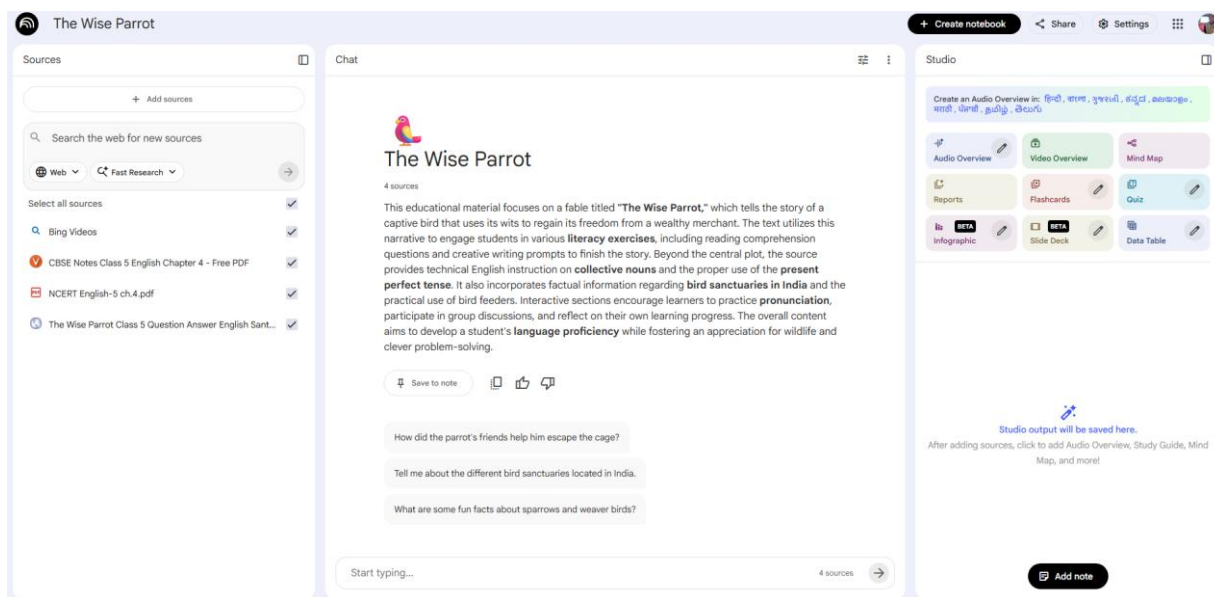 The Wise Parrot
+ Create notebook
Share
Settings
Sources
+ Add sources
Search the web for new sources
Web
Fast Research
Select all sources
Bing Videos
CBSE Notes Class 5 English Chapter 4 - Free PDF
NCERT English-5 ch.4.pdf
The Wise Parrot Class 5 Question Answer English Sant...
Chat
The Wise Parrot
4 sources
This educational material focuses on a fable titled "The Wise Parrot," which tells the story of a
captive bird that uses its wits to regain its freedom from a wealthy merchant. The text utilizes this
narrative to engage students in various literacy exercises, including reading comprehension
questions and creative writing prompts to finish the story. Beyond the central plot, the source
provides technical English instruction on collective nouns and the proper use of the present
perfect tense. It also incorporates factual information regarding bird sanctuaries in India and the
practical use of bird feeders. Interactive sections encourage learners to practice pronunciation,
participate in group discussions, and reflect on their own learning progress. The overall content
aims to develop a student's language proficiency while fostering an appreciation for wildlife and
clever problem-solving.
Save to note
How did the parrot's friends help him escape the cage?
Tell me about the different bird sanctuaries located in India.
What are some fun facts about sparrows and weaver birds?
Start typing...
4 sources
Studio
Create an Audio Overview in: हिन्दी, বাংলা, ગુજરાતી, ಕನ್ನಡ, മലയാളം,
मराठी, ਪੰਜਾਬੀ, தமிழ், తెలుగు
Audio Overview
Video Overview
Mind Map
Reports
Flashcards
Quiz
BETA
Infographic
BETA
Slide Deck
Data Table
Studio output will be saved here.
After adding sources, click to add Audio Overview, Study Guide, Mind
Map, and more!
Add note